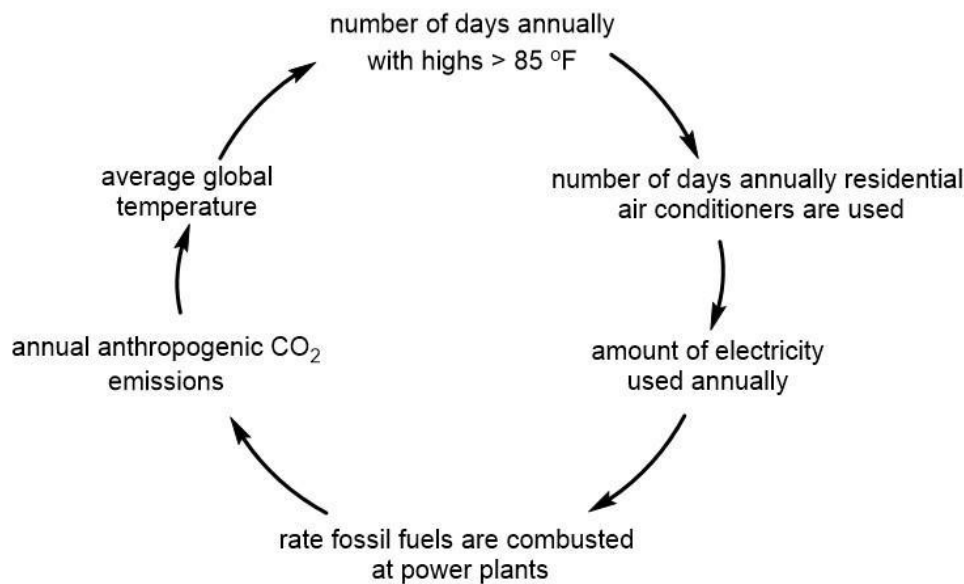 number of days annually
with highs > 85 °F
number of days annually residential
air conditioners are used
amount of electricity
used annually
rate fossil fuels are combusted
at power plants
annual anthropogenic CO₂
emissions
average global
temperature